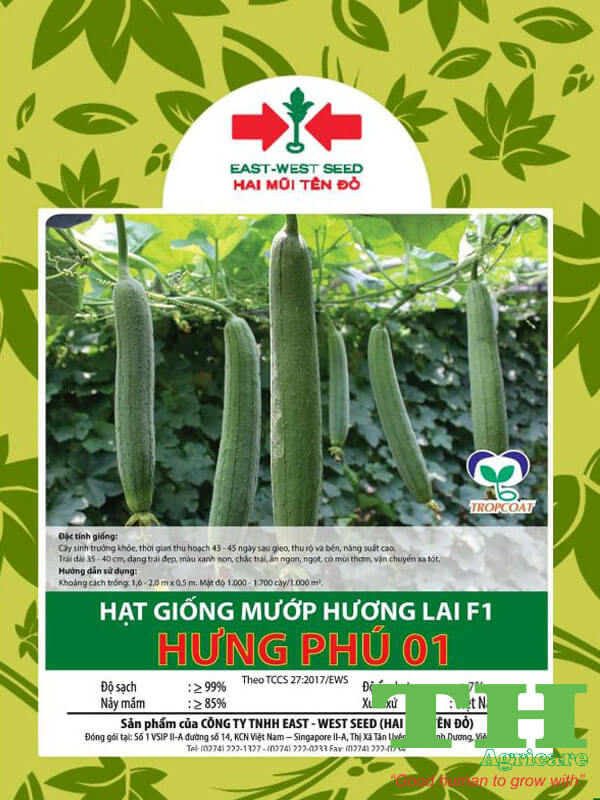 EAST-WEST SEED
HAI MŨI TÊN ĐỎ
TROPCOAT
Đặc tính giống:
Cây sinh trưởng khỏe, thời gian thu hoạch 43 - 45 ngày sau gieo, thu rộ và bền, năng suất cao.
Trái dài 35 - 40 cm, dạng trái đẹp, màu xanh non, chắc trái, ăn ngon, ngọt, có mùi thơm, vận chuyển xa tốt.
Hướng dẫn sử dụng:
Khoảng cách trồng: 1,6 - 2,0 m x 0,5 m. Mật độ 1.000 - 1.700 cây/1.000 m².
HẠT GIỐNG MƯỚP HƯƠNG LAI F1
HƯNG PHÚ 01
Theo TCCS 27:2017/EWS
Độ sạch : ≥ 99% 7%
Nảy mầm : ≥ 85%
Sản phẩm của CÔNG TY TNHH EAST - WEST SEED (HAI TÊN ĐỎ)
Đóng gói tại: Số 1 VSIP II-A đường số 14, KCN Việt Nam – Singapore II-A, Thị Xã Tân Dương, Việt
Tel: (0274) 222-1327 - (0274) 222-0233 Fax: (0274) 222-0234
TH
Agricare
"Good human to grow with"